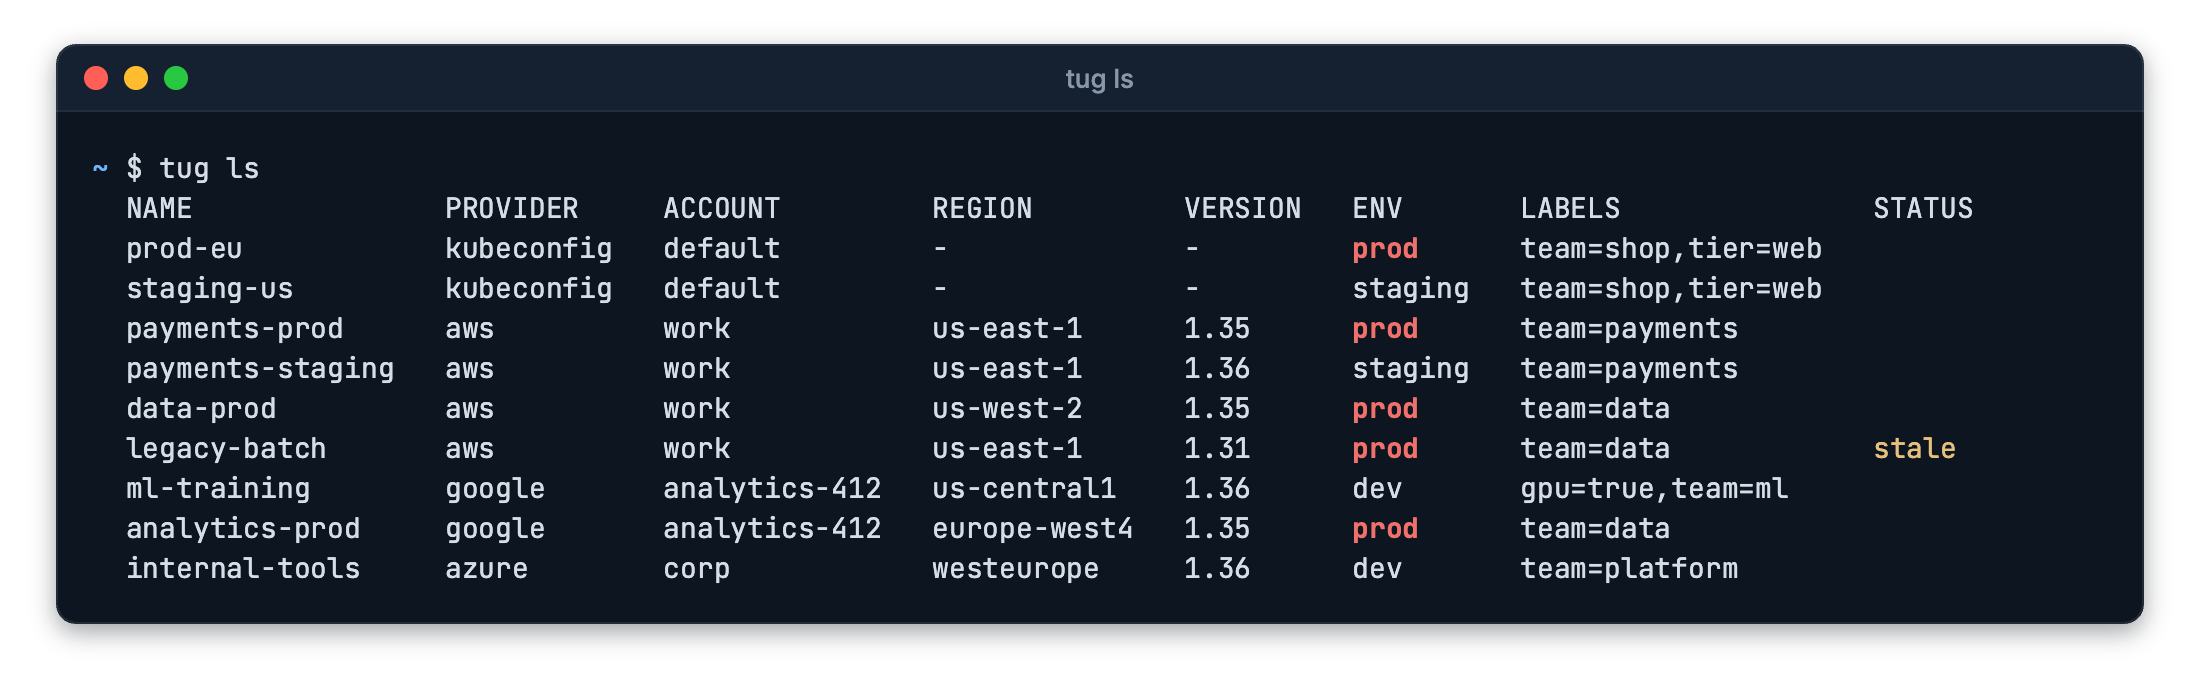 tug ls
~ $ tug ls
NAME PROVIDER ACCOUNT REGION VERSION ENV LABELS STATUS
prod-eu kubeconfig default - - prod team=shop,tier=web
staging-us kubeconfig default - - staging team=shop,tier=web
payments-prod aws work us-east-1 1.35 prod team=payments
payments-staging aws work us-east-1 1.36 staging team=payments
data-prod aws work us-west-2 1.35 prod team=data
legacy-batch aws work us-east-1 1.31 prod team=data stale
ml-training google analytics-412 us-central1 1.36 dev gpu=true,team=ml
analytics-prod google analytics-412 europe-west4 1.35 prod team=data
internal-tools azure corp westeurope 1.36 dev team=platform